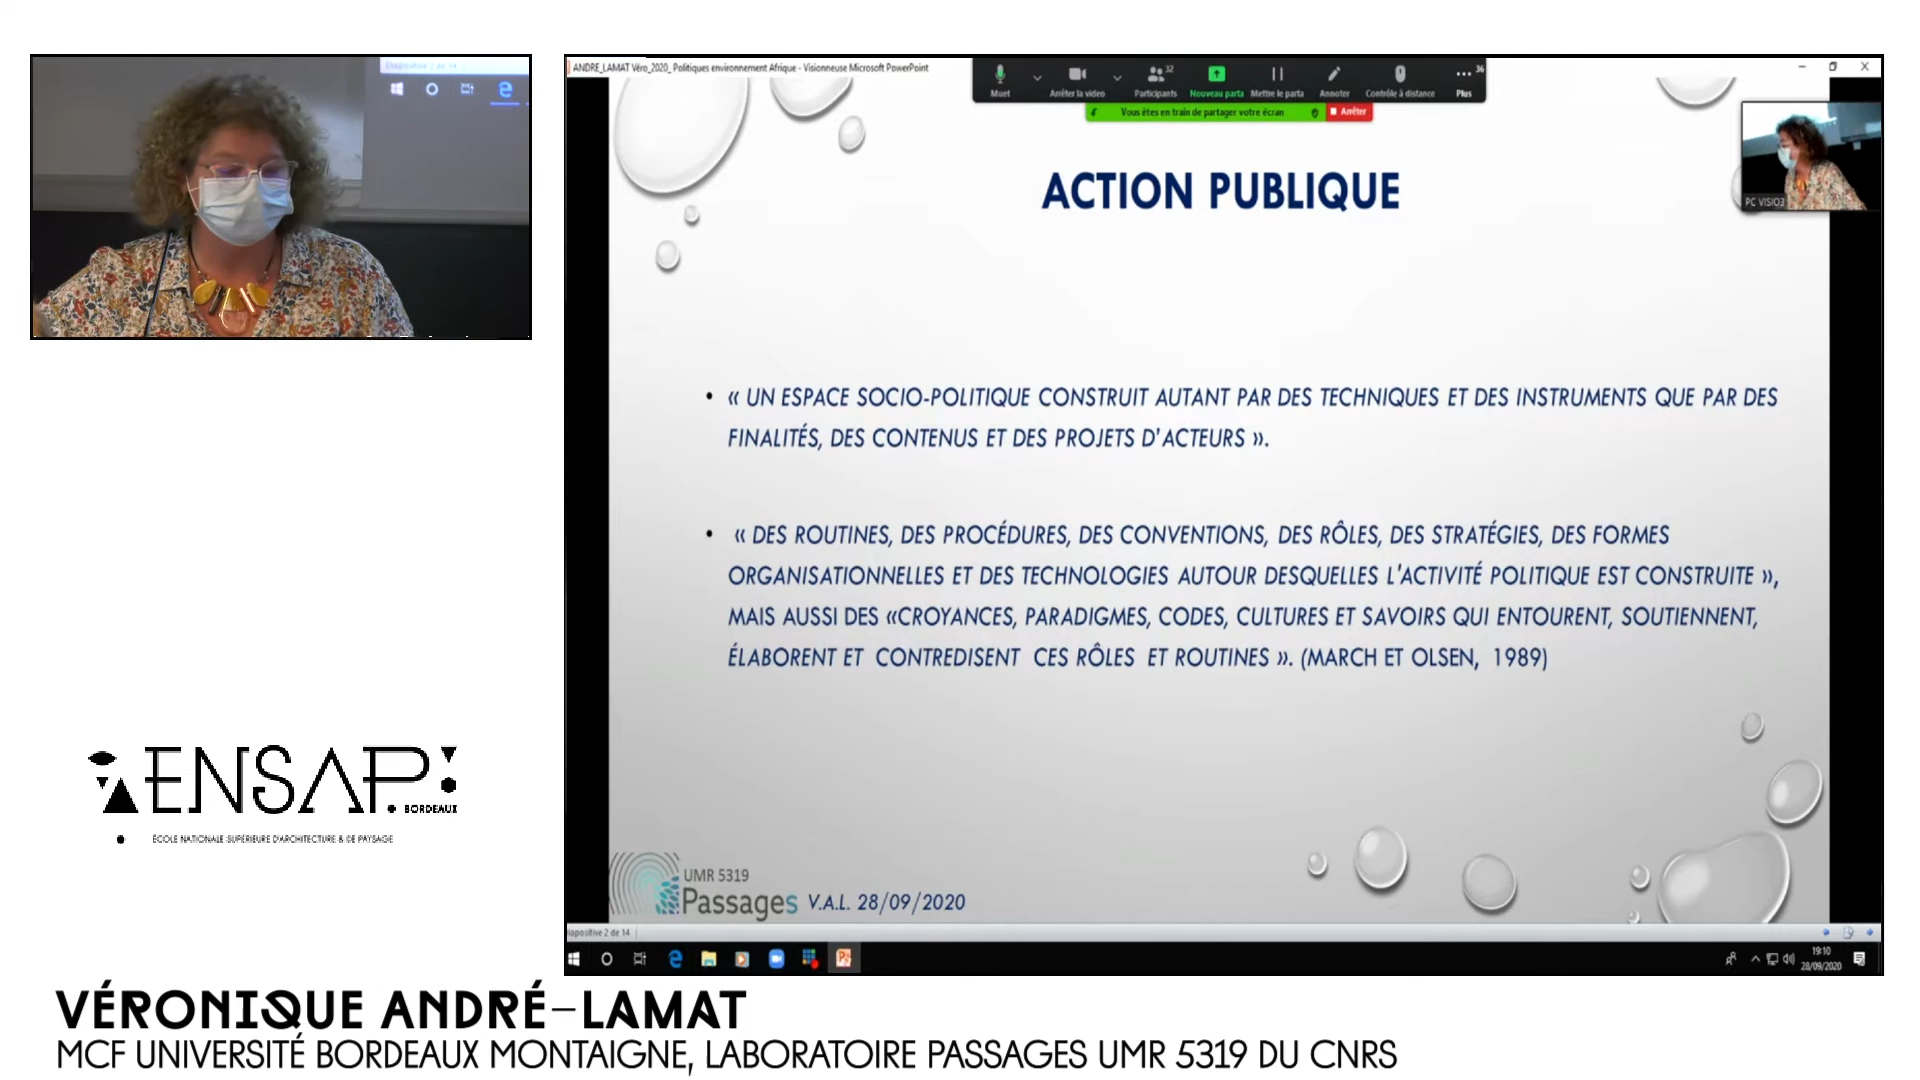 Diapositive 2 de 14
ANDRE_LAMAT Véro_2020_ Politiques environnement Afrique - Visionneuse Microsoft PowerPoint
Muet
Arrêter la vidéo
Participants
32
Nouveau parta
Mettre le parta
Annoter
Contrôle à distance
Plus
36
Vous êtes en train de partager votre écran
Arrêter
PC VISIO3
ACTION PUBLIQUE
• « UN ESPACE SOCIO-POLITIQUE CONSTRUIT AUTANT PAR DES TECHNIQUES ET DES INSTRUMENTS QUE PAR DES
FINALITÉS, DES CONTENUS ET DES PROJETS D'ACTEURS ».
• « DES ROUTINES, DES PROCÉDURES, DES CONVENTIONS, DES RÔLES, DES STRATÉGIES, DES FORMES
ORGANISATIONNELLES ET DES TECHNOLOGIES AUTOUR DESQUELLES L'ACTIVITÉ POLITIQUE EST CONSTRUITE »,
MAIS AUSSI DES «CROYANCES, PARADIGMES, CODES, CULTURES ET SAVOIRS QUI ENTOURENT, SOUTIENNENT,
ÉLABORENT ET CONTREDISENT CES RÔLES ET ROUTINES ». (MARCH ET OLSEN, 1989)
UMR 5319
Passages
V.A.L. 28/09/2020
iapositive 2 de 14
19:10
28/09/2020
ENSAP
BORDEAUX
ÉCOLE NATIONALE SUPÉRIEURE D'ARCHITECTURE & DE PAYSAGE
VÉRONIQUE ANDRÉ-LAMAT
MCF UNIVERSITÉ BORDEAUX MONTAIGNE, LABORATOIRE PASSAGES UMR 5319 DU CNRS